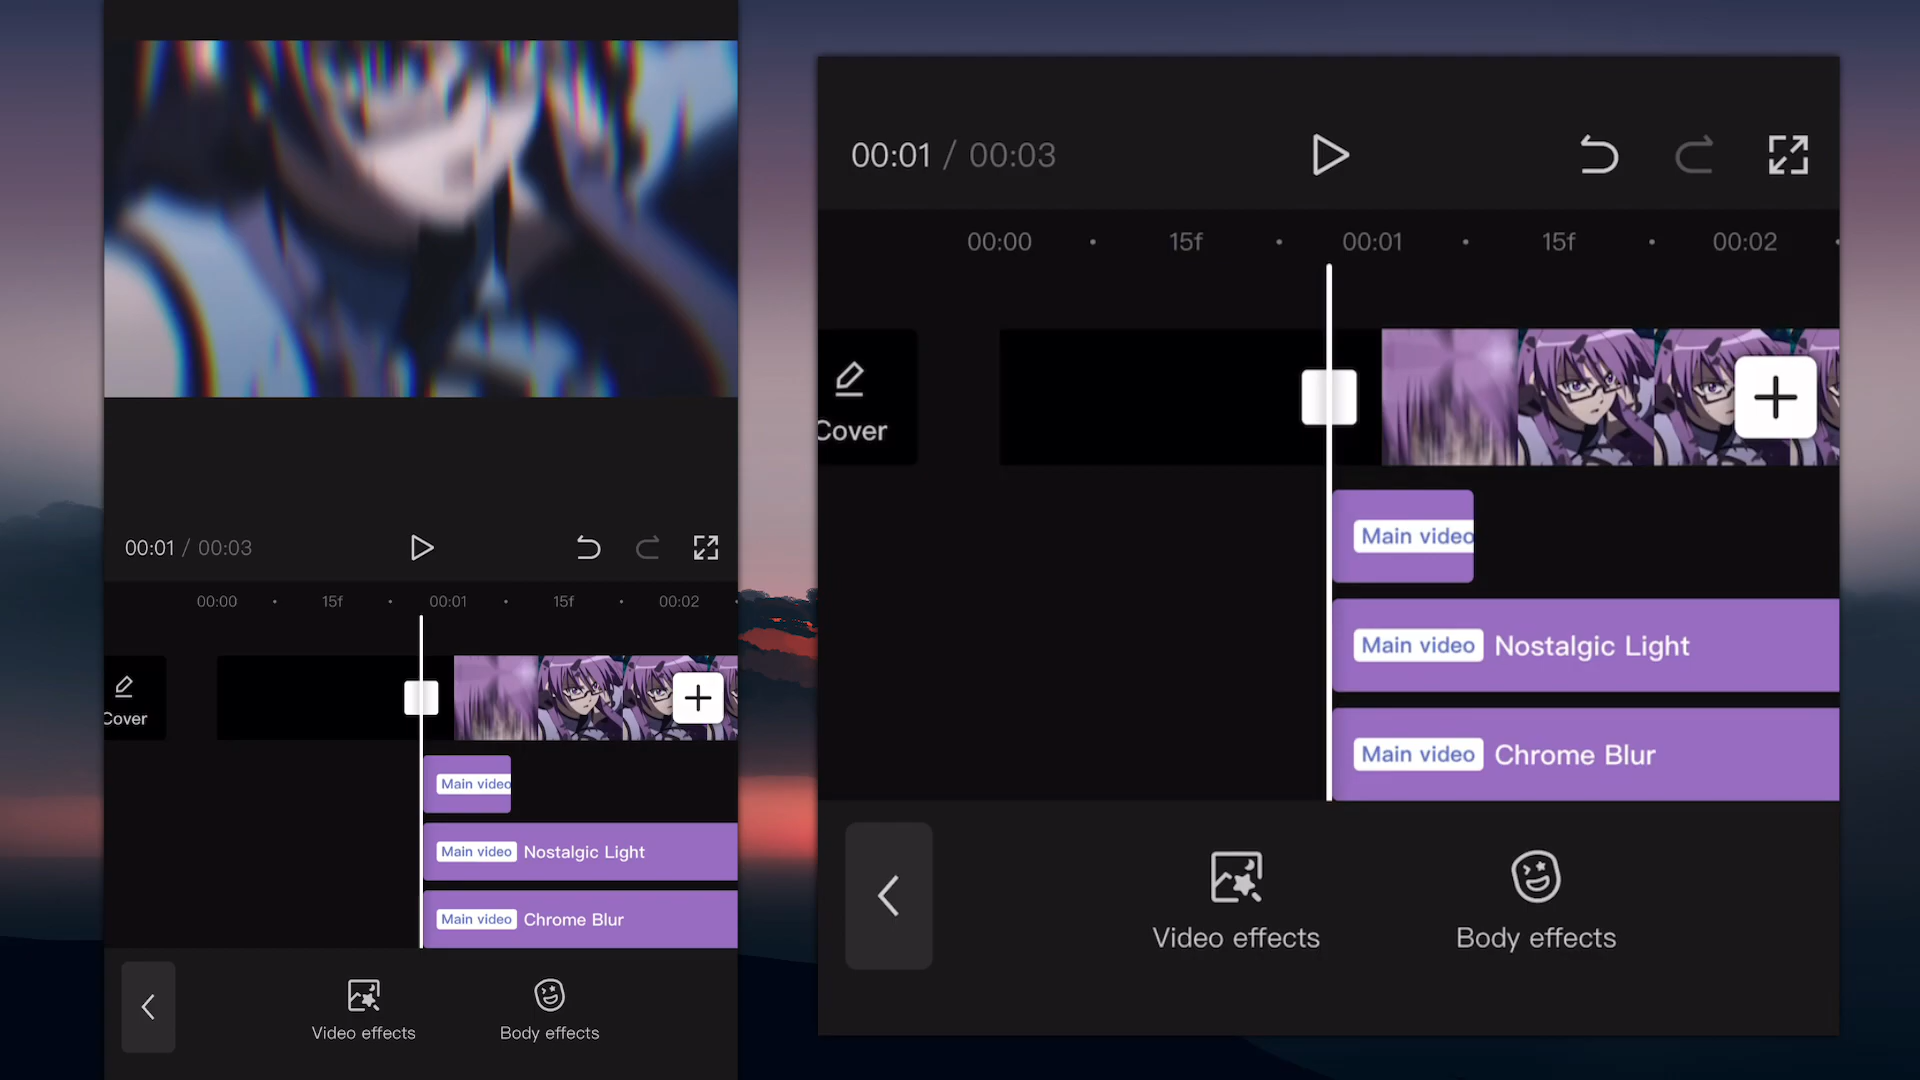 00:01 / 00:03
00:00 15f 00:01 15f 00:02
Cover
Main video
Main video Nostalgic Light
Main video Chrome Blur
Video effects Body effects
00:01 / 00:03
00:00 15f 00:01 15f 00:02
Cover
Main video
Main video Nostalgic Light
Main video Chrome Blur
Video effects Body effects